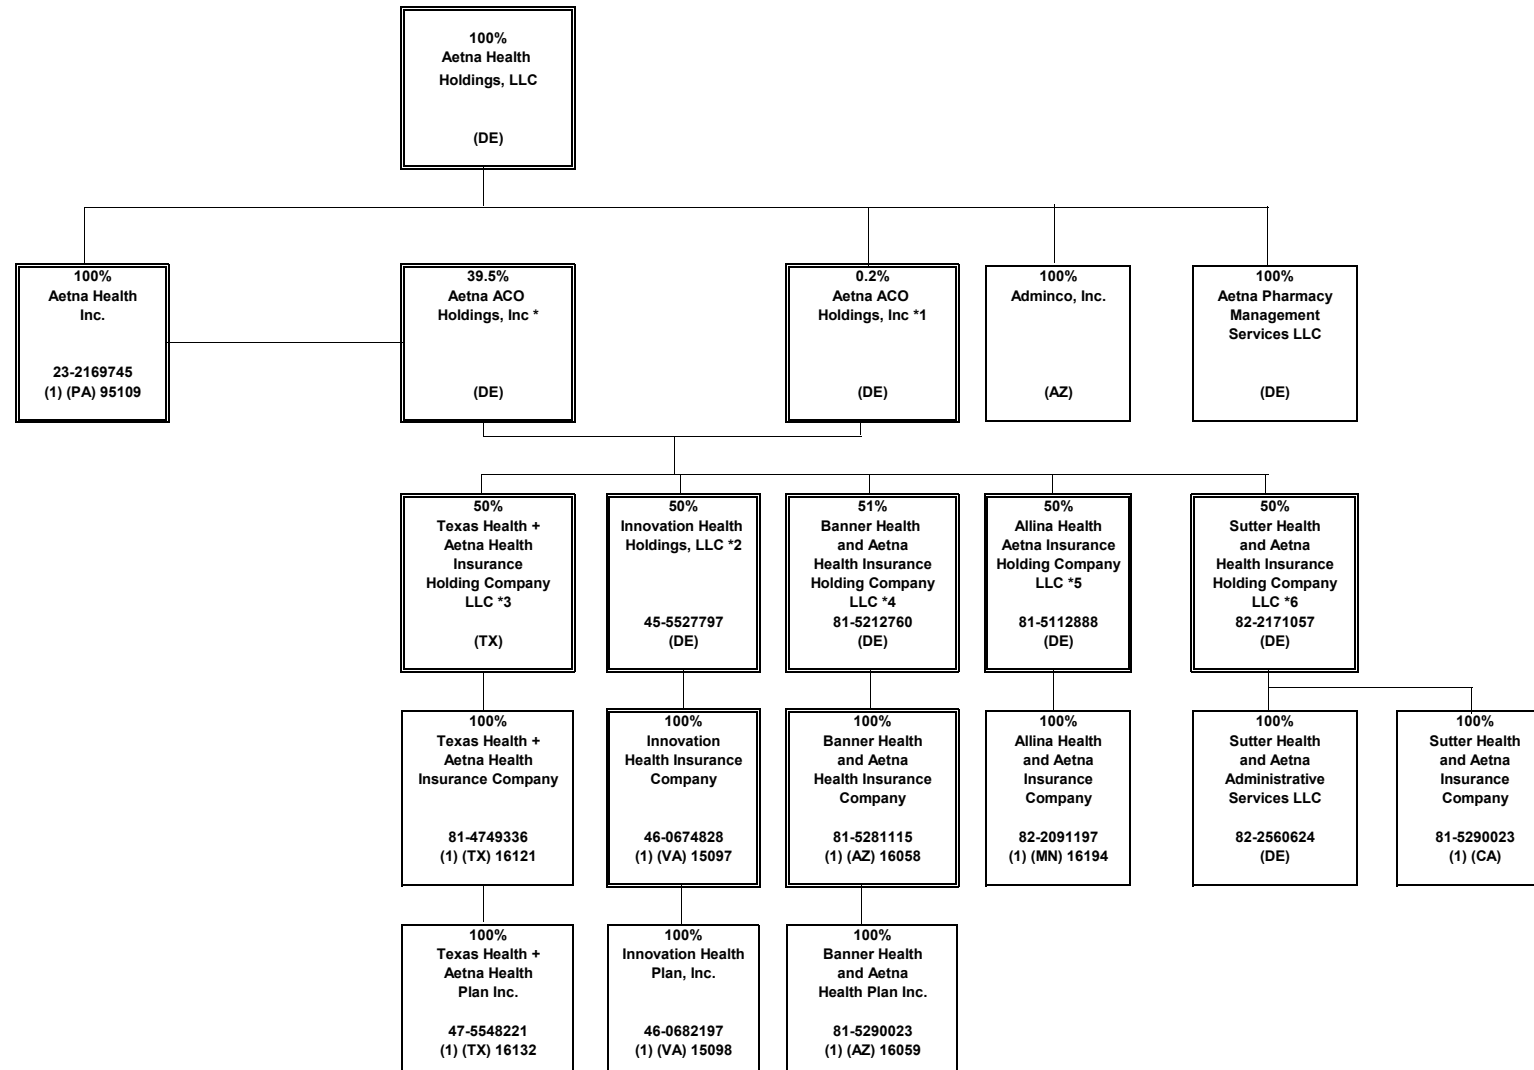 100%
Aetna Health
Holdings, LLC
(DE)
100%
Aetna Health
Inc.
23-2169745
(1) (PA) 95109
39.5%
Aetna ACO
Holdings, Inc *
(DE)
0.2%
Aetna ACO
Holdings, Inc *1
(DE)
100%
Adminco, Inc.
(AZ)
100%
Aetna Pharmacy
Management
Services LLC
(DE)
50%
Texas Health +
Aetna Health
Insurance
Holding Company
LLC *3
(TX)
50%
Innovation Health
Holdings, LLC *2
45-5527797
(DE)
51%
Banner Health
and Aetna
Health Insurance
Holding Company
LLC *4
81-5212760
(DE)
50%
Allina Health
Aetna Insurance
Holding Company
LLC *5
81-5112888
(DE)
50%
Sutter Health
and Aetna
Health Insurance
Holding Company
LLC *6
82-2171057
(DE)
100%
Texas Health +
Aetna Health
Insurance Company
81-4749336
(1) (TX) 16121
100%
Innovation
Health Insurance
Company
46-0674828
(1) (VA) 15097
100%
Banner Health
and Aetna
Health Insurance
Company
81-5281115
(1) (AZ) 16058
100%
Allina Health
and Aetna
Insurance
Company
82-2091197
(1) (MN) 16194
100%
Sutter Health
and Aetna
Administrative
Services LLC
82-2560624
(DE)
100%
Sutter Health
and Aetna
Insurance
Company
81-5290023
(1) (CA)
100%
Texas Health +
Aetna Health
Plan Inc.
47-5548221
(1) (TX) 16132
100%
Innovation Health
Plan, Inc.
46-0682197
(1) (VA) 15098
100%
Banner Health
and Aetna
Health Plan Inc.
81-5290023
(1) (AZ) 16059